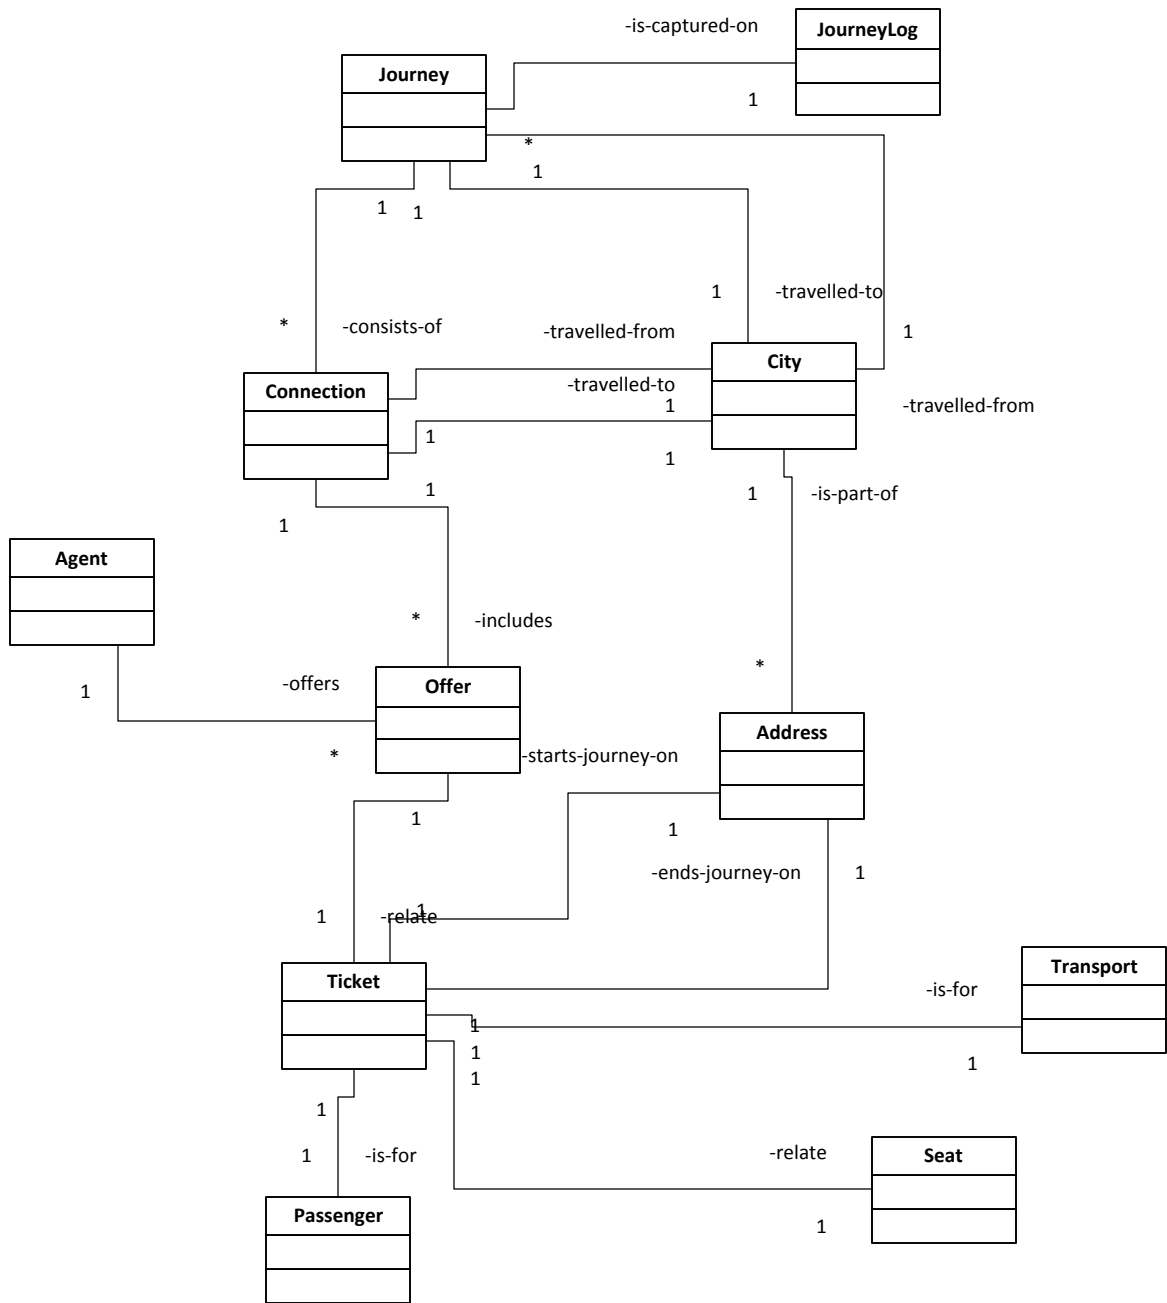 -is-captured-on
JourneyLog
Journey
1
*
1
1
1
1
-travelled-to
*
-consists-of
-travelled-from
1
City
Connection
-travelled-to
1
-travelled-from
1
1
1
1
-is-part-of
1
Agent
*
-includes
*
1
-offers
Offer
Address
*
-starts-journey-on
1
1
-ends-journey-on
1
1
-relate
1
Ticket
Transport
-is-for
1
1
1
1
1
1
-is-for
-relate
Seat
Passenger
1